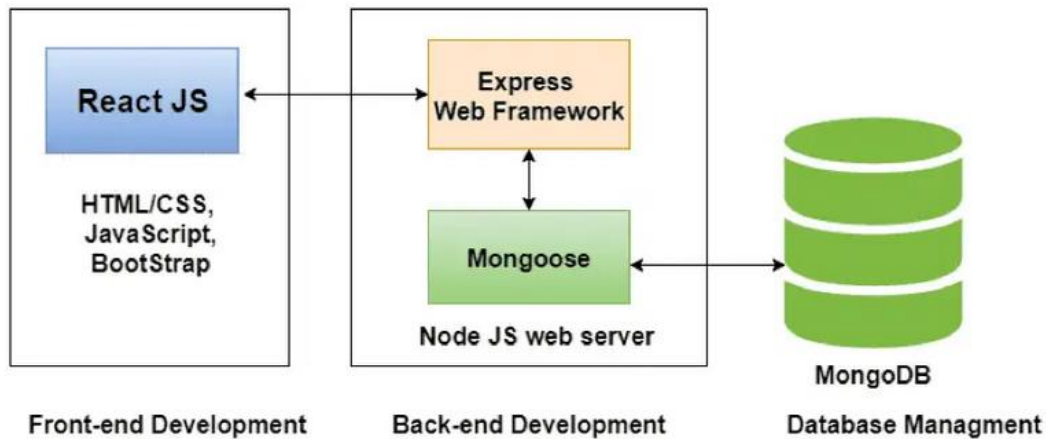 React JS
HTML/CSS,
JavaScript,
BootStrap
Express
Web Framework
Mongoose
Node JS web server
MongoDB
Front-end Development
Back-end Development
Database Managment